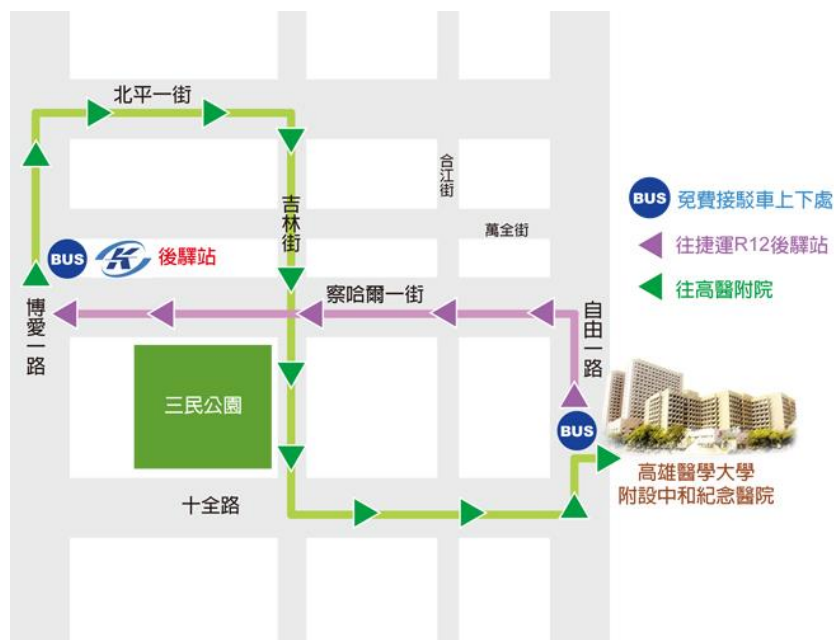 北平一街
合江街
吉林街
BUS 免費接駁車上下處
萬全街
往捷運R12後驛站
BUS
K
後驛站
往高醫附院
察哈爾一街
博愛一路
自由一路
三民公園
BUS
高雄醫學大學
附設中和紀念醫院
十全路